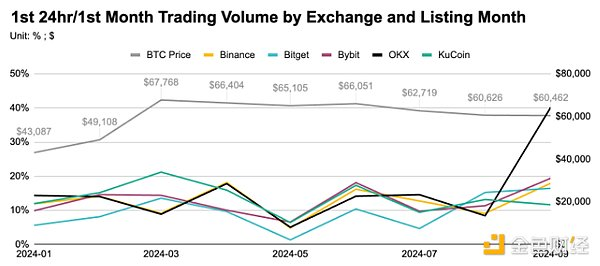 1st 24hr/1st Month Trading Volume by Exchange and Listing Month
Unit: % ; $
BTC Price Binance Bitget Bybit OKX KuCoin
50% $80,000
$67,768 $66,404 $65,105 $66,051 $62,719 $60,626 $60,462
40% $60,000
$49,108
$43,087
30%
$40,000
20%
$20,000
10%
0%
2024-01 2024-03 2024-05 2024-07 2024-09
金色财经